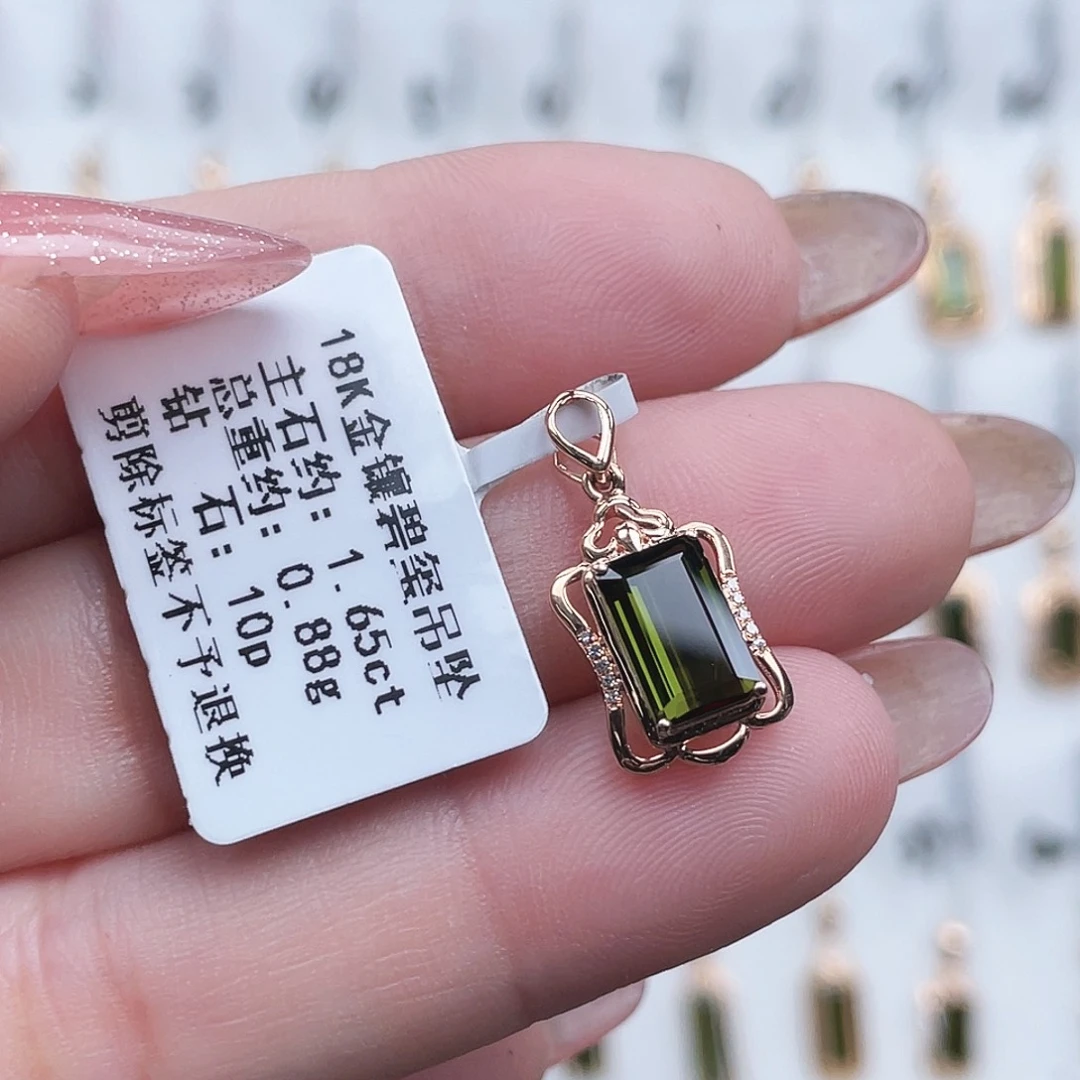 18K金镶碧玺吊坠
主石约: 1.65ct
总重约: 0.88g
钻 石: 10p
剪除标签不予退换